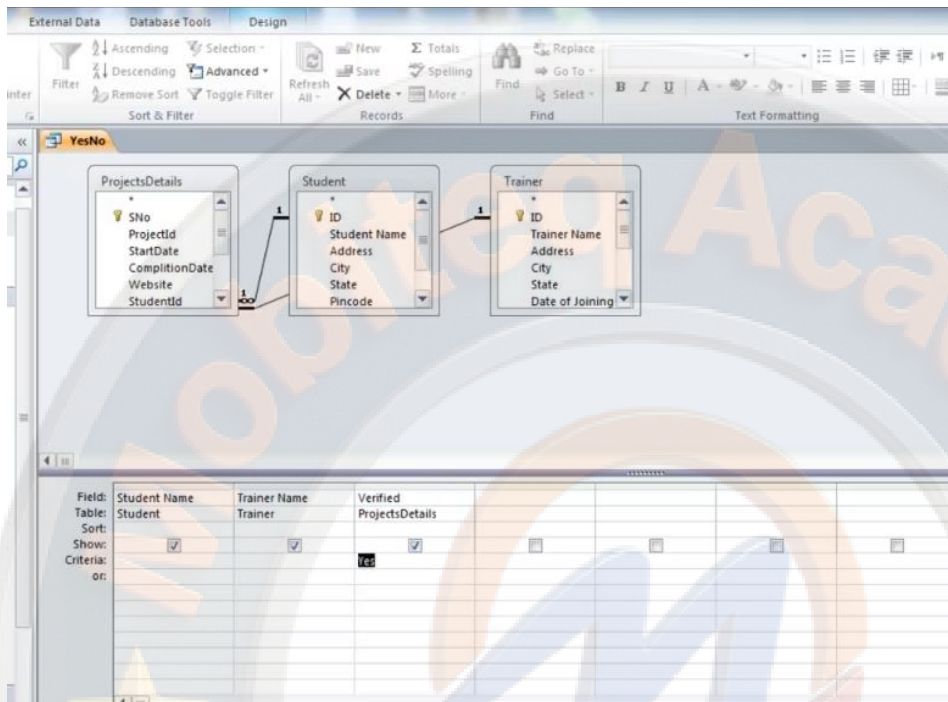 External Data Database Tools Design
Filter
Ascending
Descending
Remove Sort
Selection
Advanced
Toggle Filter
Sort & Filter
Refresh All
New
Save
Delete
Totals
Spelling
More
Records
Find
Replace
Go To
Select
Find
B I U A
Text Formatting
YesNo
ProjectsDetails
*
SNo
ProjectId
StartDate
ComplitionDate
Website
StudentId
1
1
Student
*
ID
Student Name
Address
City
State
Pincode
1
Trainer
*
ID
Trainer Name
Address
City
State
Date of Joining
Field: Student Name Trainer Name Verified
Table: Student Trainer ProjectsDetails
Sort:
Show:
Criteria: Yes
or:
Mobiteq Aca